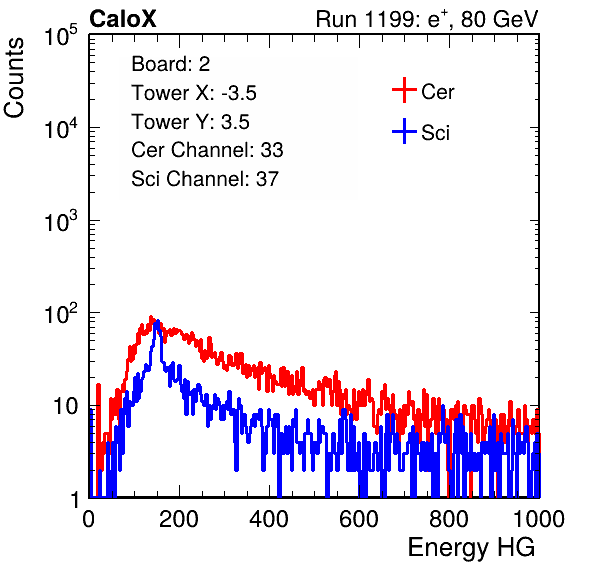 CaloX Run 1199: e⁺, 80 GeV
Counts
Board: 2
Tower X: -3.5
Tower Y: 3.5
Cer Channel: 33
Sci Channel: 37
Cer
Sci
10⁵
10⁴
10³
10²
10
1
0 200 400 600 800 1000
Energy HG